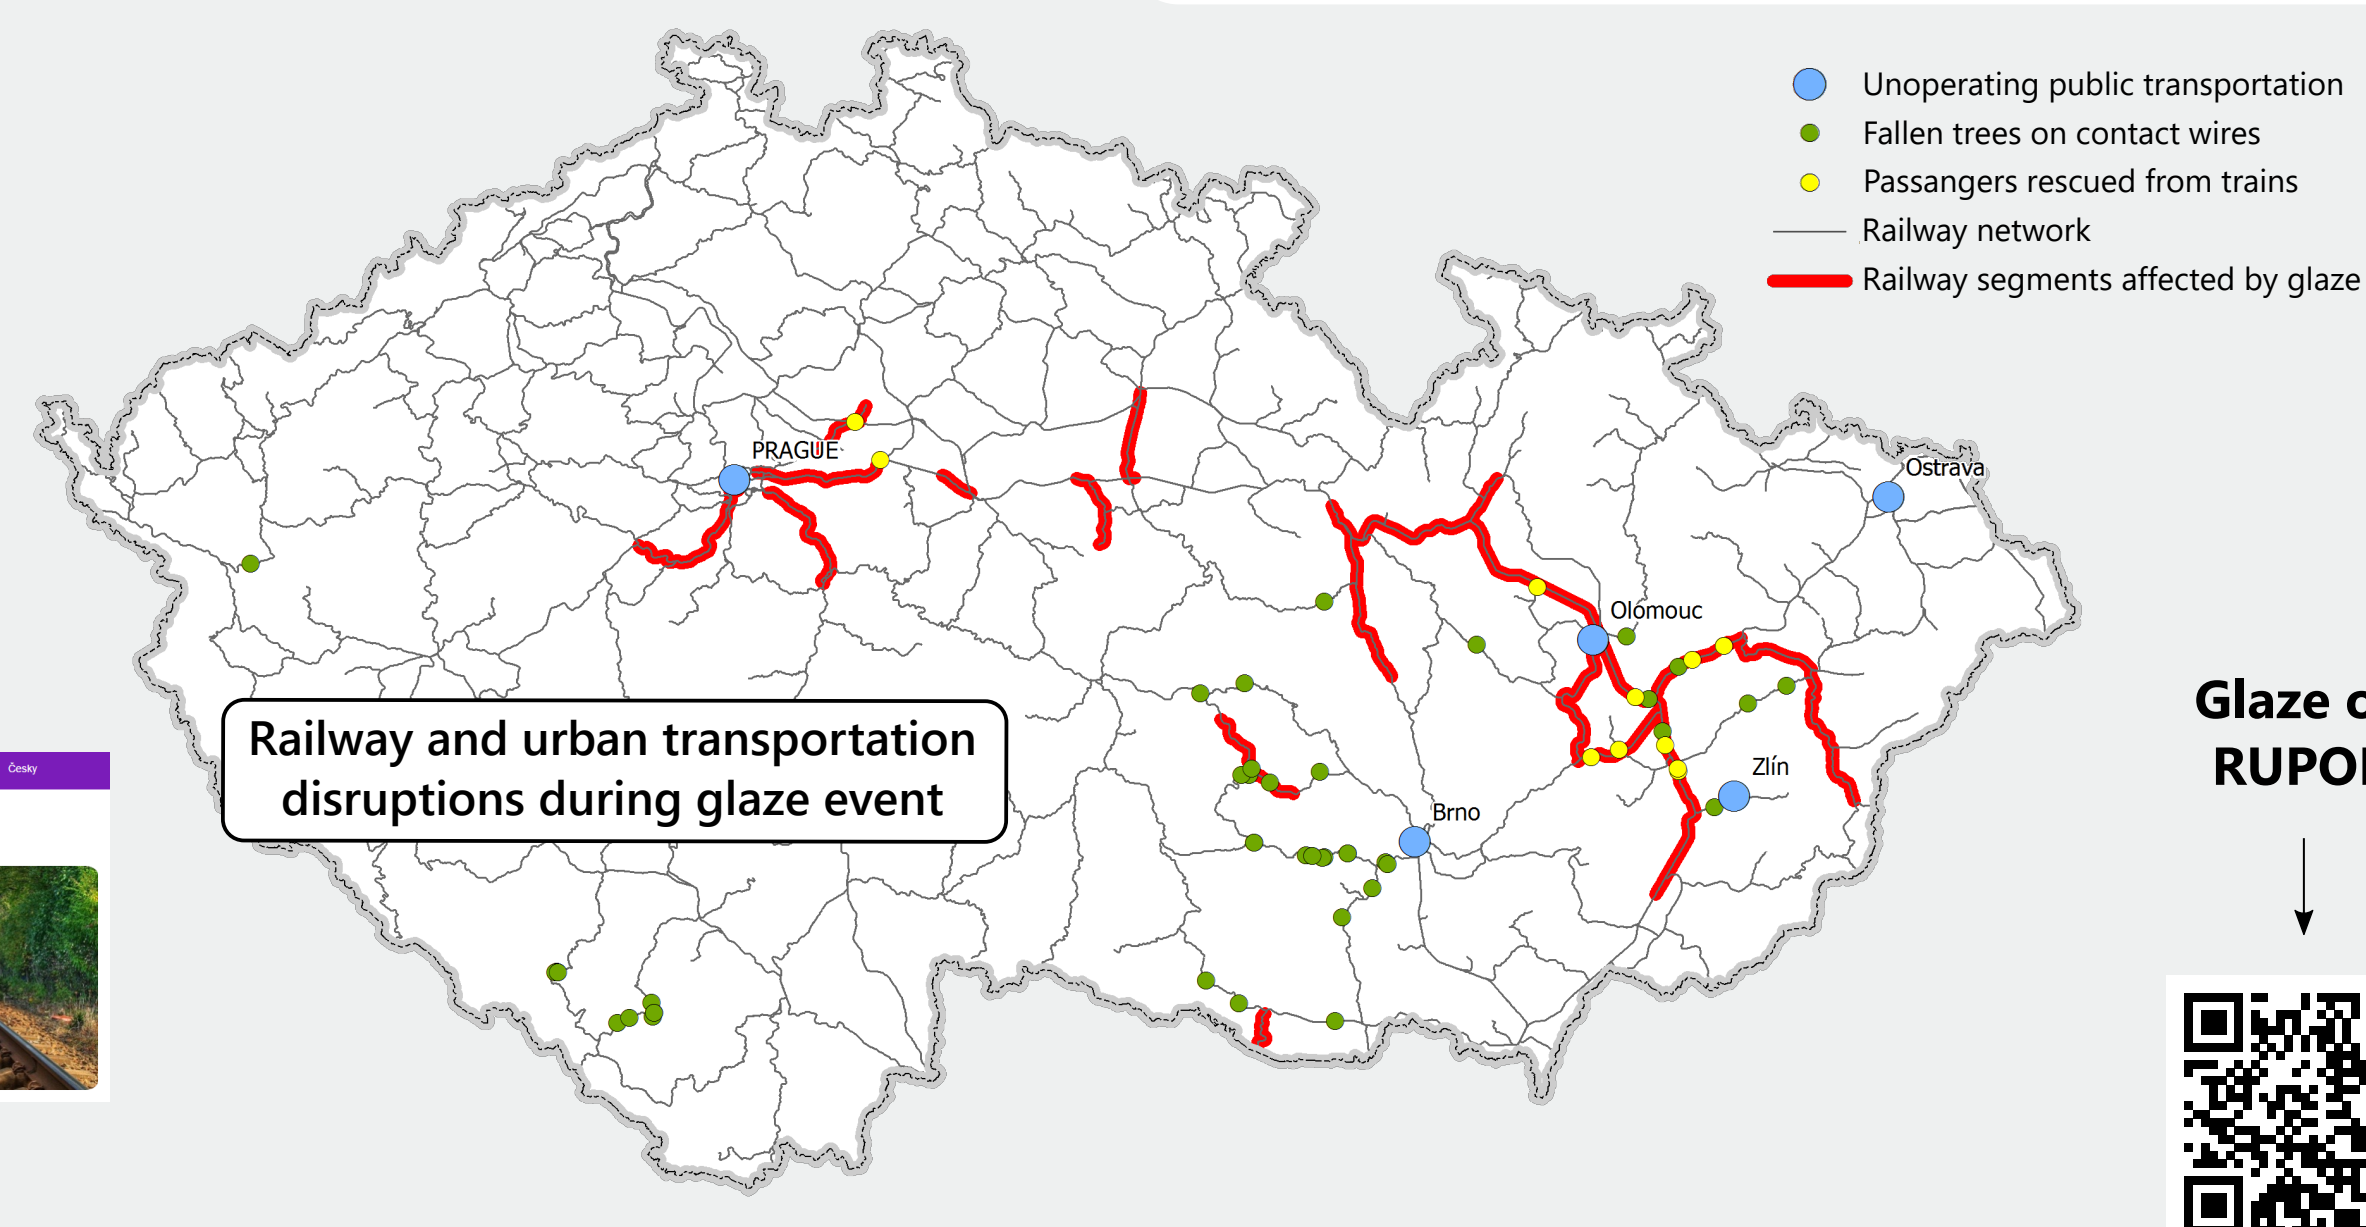 Unoperating public transportation
Fallen trees on contact wires
Passangers rescued from trains
Railway network
Railway segments affected by glaze
PRAGUE
Ostrava
Olomouc
Zlín
Brno
Railway and urban transportation
disruptions during glaze event
Česky
Glaze